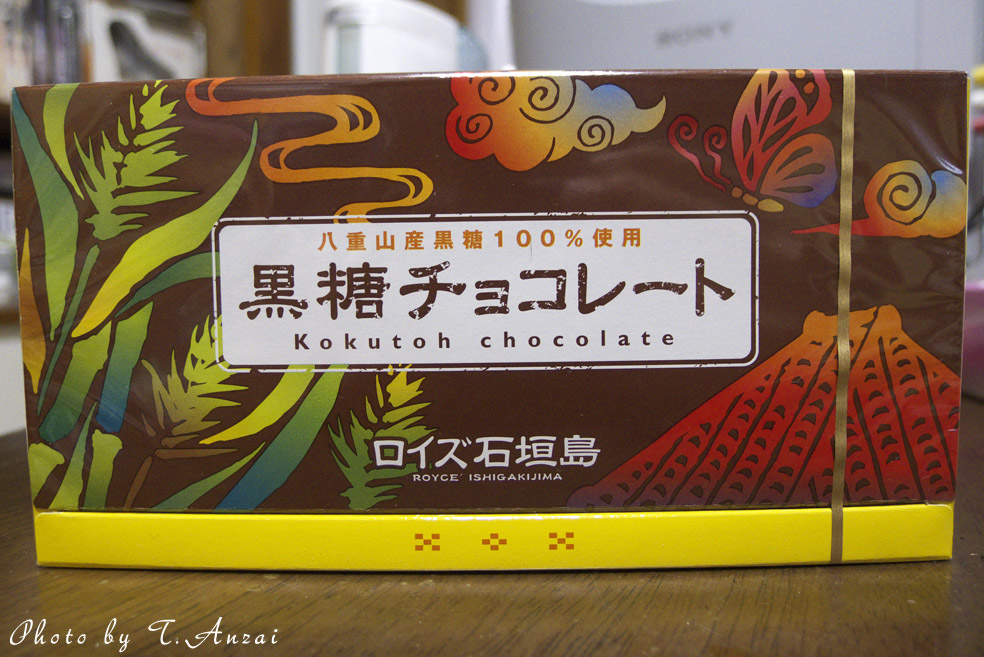 SONY
八重山産黒糖100%使用
黒糖チョコレート
Kokutoh chocolate
ロイズ石垣島
ROYCE' ISHIGAKIJIMA
Photo by T.Anzai